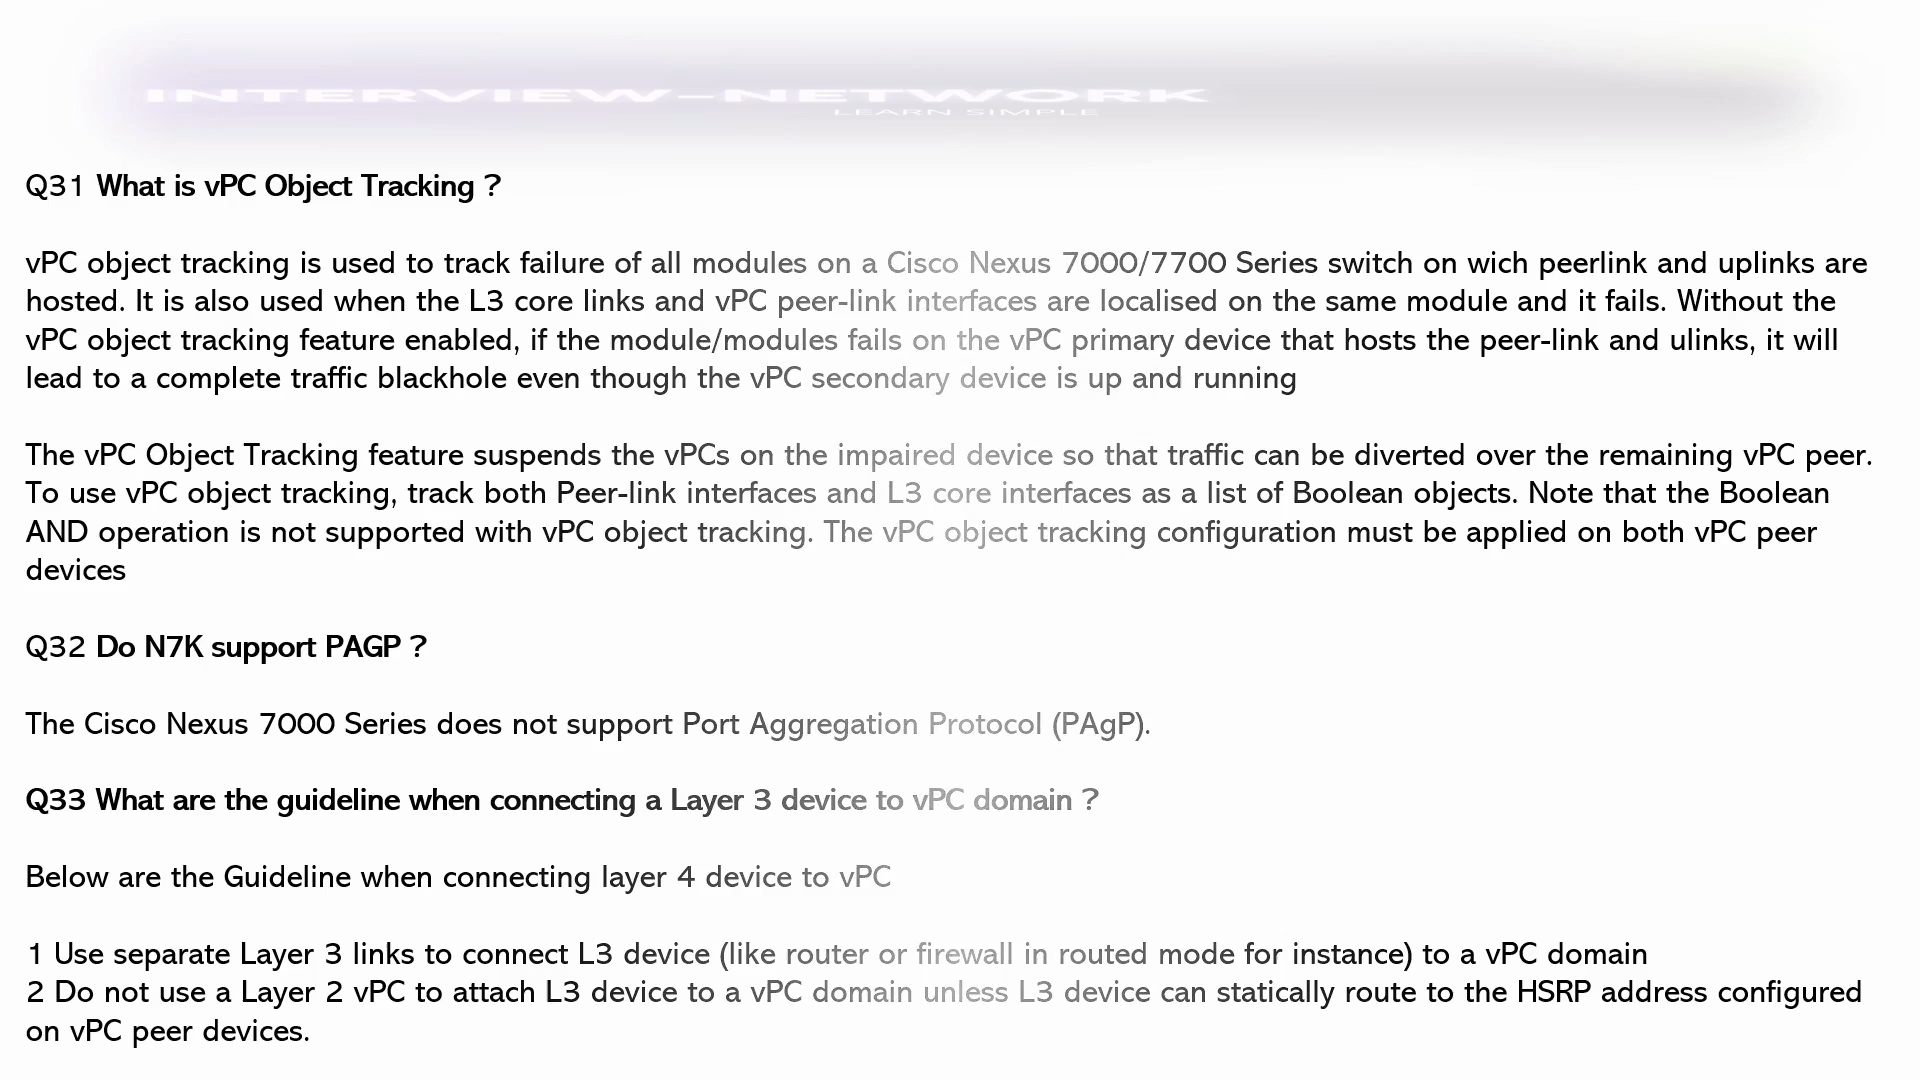 INTERVIEW-NETWORK
LEARN SIMPLE
Q31 What is vPC Object Tracking ?
vPC object tracking is used to track failure of all modules on a Cisco Nexus 7000/7700 Series switch on wich peerlink and uplinks are
hosted. It is also used when the L3 core links and vPC peer-link interfaces are localised on the same module and it fails. Without the
vPC object tracking feature enabled, if the module/modules fails on the vPC primary device that hosts the peer-link and ulinks, it will
lead to a complete traffic blackhole even though the vPC secondary device is up and running
The vPC Object Tracking feature suspends the vPCs on the impaired device so that traffic can be diverted over the remaining vPC peer.
To use vPC object tracking, track both Peer-link interfaces and L3 core interfaces as a list of Boolean objects. Note that the Boolean
AND operation is not supported with vPC object tracking. The vPC object tracking configuration must be applied on both vPC peer
devices
Q32 Do N7K support PAGP ?
The Cisco Nexus 7000 Series does not support Port Aggregation Protocol (PAgP).
Q33 What are the guideline when connecting a Layer 3 device to vPC domain ?
Below are the Guideline when connecting layer 4 device to vPC
1 Use separate Layer 3 links to connect L3 device (like router or firewall in routed mode for instance) to a vPC domain
2 Do not use a Layer 2 vPC to attach L3 device to a vPC domain unless L3 device can statically route to the HSRP address configured
on vPC peer devices.